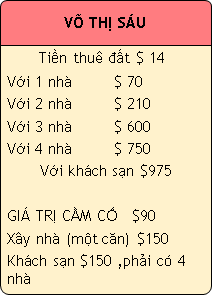 VÕ THỊ SÁU
Tiền thuê đất $ 14
Với 1 nhà $ 70
Với 2 nhà $ 210
Với 3 nhà $ 600
Với 4 nhà $ 750
Với khách sạn $975
GIÁ TRỊ CẦM CỐ $90
Xây nhà (một căn) $150
Khách sạn $150 ,phải có 4
nhà